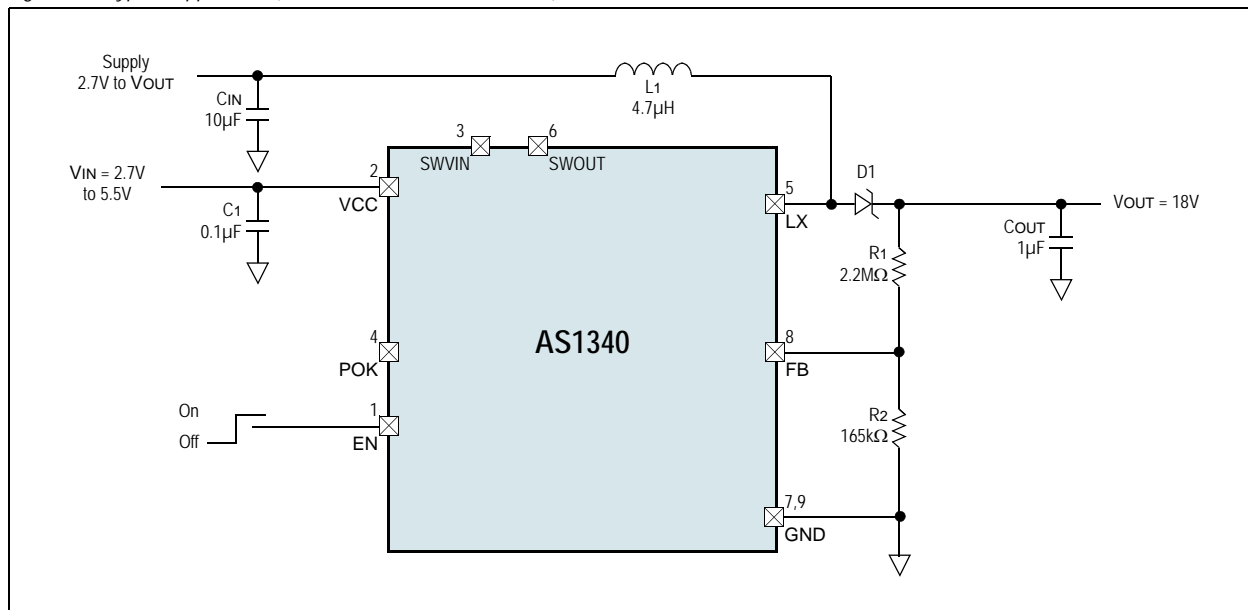 Supply
2.7V to VOUT
CIN
10µF
L1
4.7µH
3
6
SWVIN
SWOUT
VIN = 2.7V
to 5.5V
2
VCC
C1
0.1µF
D1
5
LX
VOUT = 18V
COUT
1µF
R1
2.2MΩ
AS1340
4
POK
8
FB
On
Off
1
EN
R2
165kΩ
7,9
GND